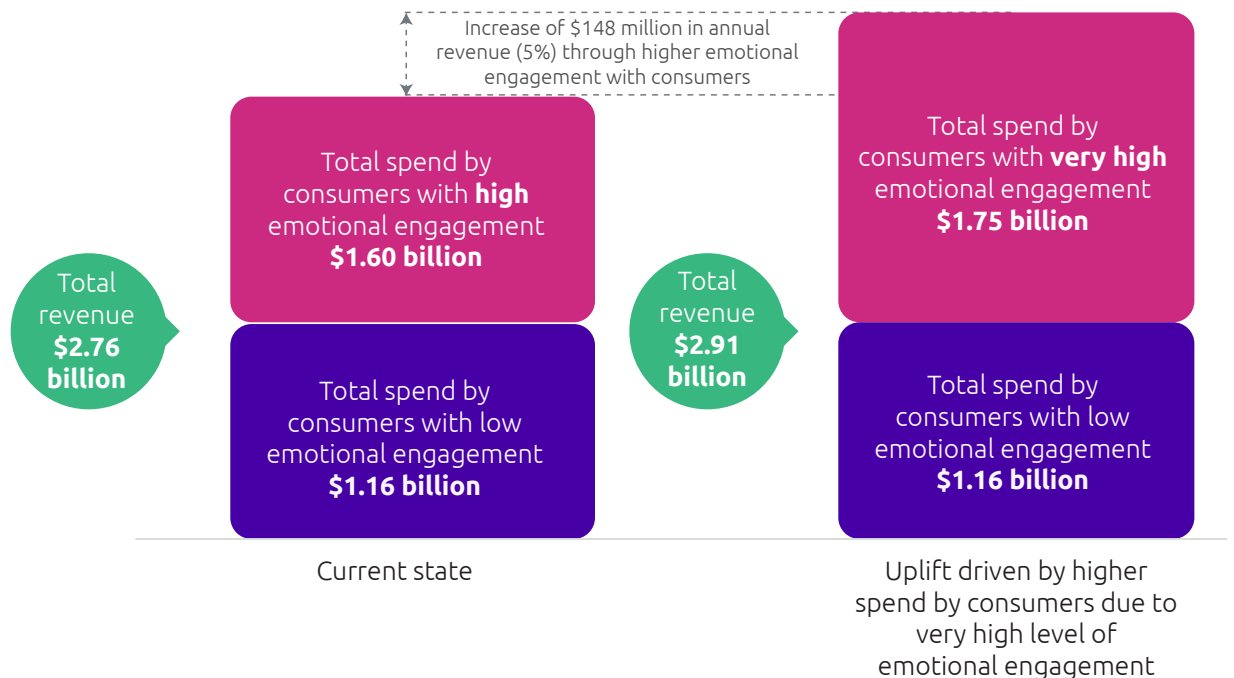 Increase of $148 million in annual
revenue (5%) through higher emotional
engagement with consumers
Total spend by
consumers with high
emotional engagement
$1.60 billion
Total spend by
consumers with very high
emotional engagement
$1.75 billion
Total
revenue
$2.76
billion
Total
revenue
$2.91
billion
Total spend by
consumers with low
emotional engagement
$1.16 billion
Total spend by
consumers with low
emotional engagement
$1.16 billion
Current state
Uplift driven by higher
spend by consumers due to
very high level of
emotional engagement